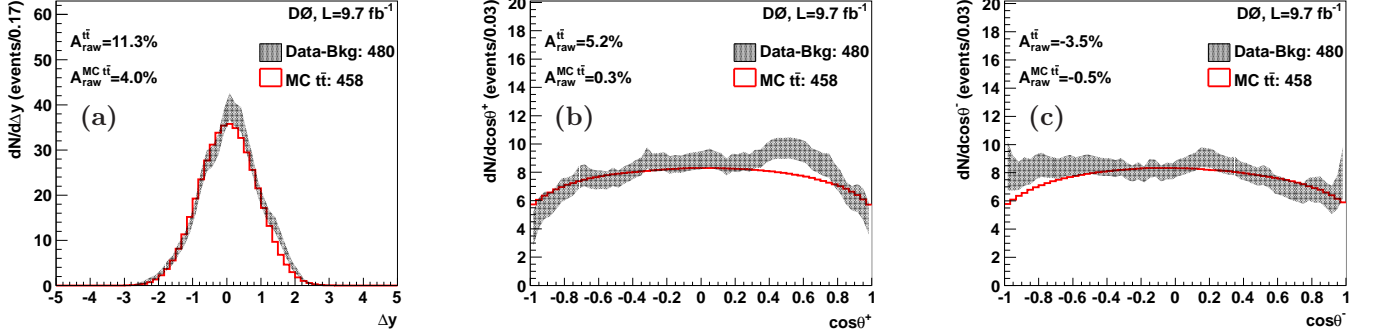 dN/dΔy (events/0.17)
60
50
40
30
20
10
0
DØ, L=9.7 fb⁻¹
A_raw^{tt̄}=11.3%
Data-Bkg: 480
A_raw^{MC tt̄}=4.0%
MC tt̄: 458
(a)
-5 -4 -3 -2 -1 0 1 2 3 4 5
Δy
dN/dcosθ⁺ (events/0.03)
20
18
16
14
12
10
8
6
4
2
0
DØ, L=9.7 fb⁻¹
A_raw^{tt̄}=5.2%
Data-Bkg: 480
A_raw^{MC tt̄}=0.3%
MC tt̄: 458
(b)
-1 -0.8 -0.6 -0.4 -0.2 0 0.2 0.4 0.6 0.8 1
cosθ⁺
dN/dcosθ⁻ (events/0.03)
20
18
16
14
12
10
8
6
4
2
0
DØ, L=9.7 fb⁻¹
A_raw^{tt̄}=-3.5%
Data-Bkg: 480
A_raw^{MC tt̄}=-0.5%
MC tt̄: 458
(c)
-1 -0.8 -0.6 -0.4 -0.2 0 0.2 0.4 0.6 0.8 1
cosθ⁻